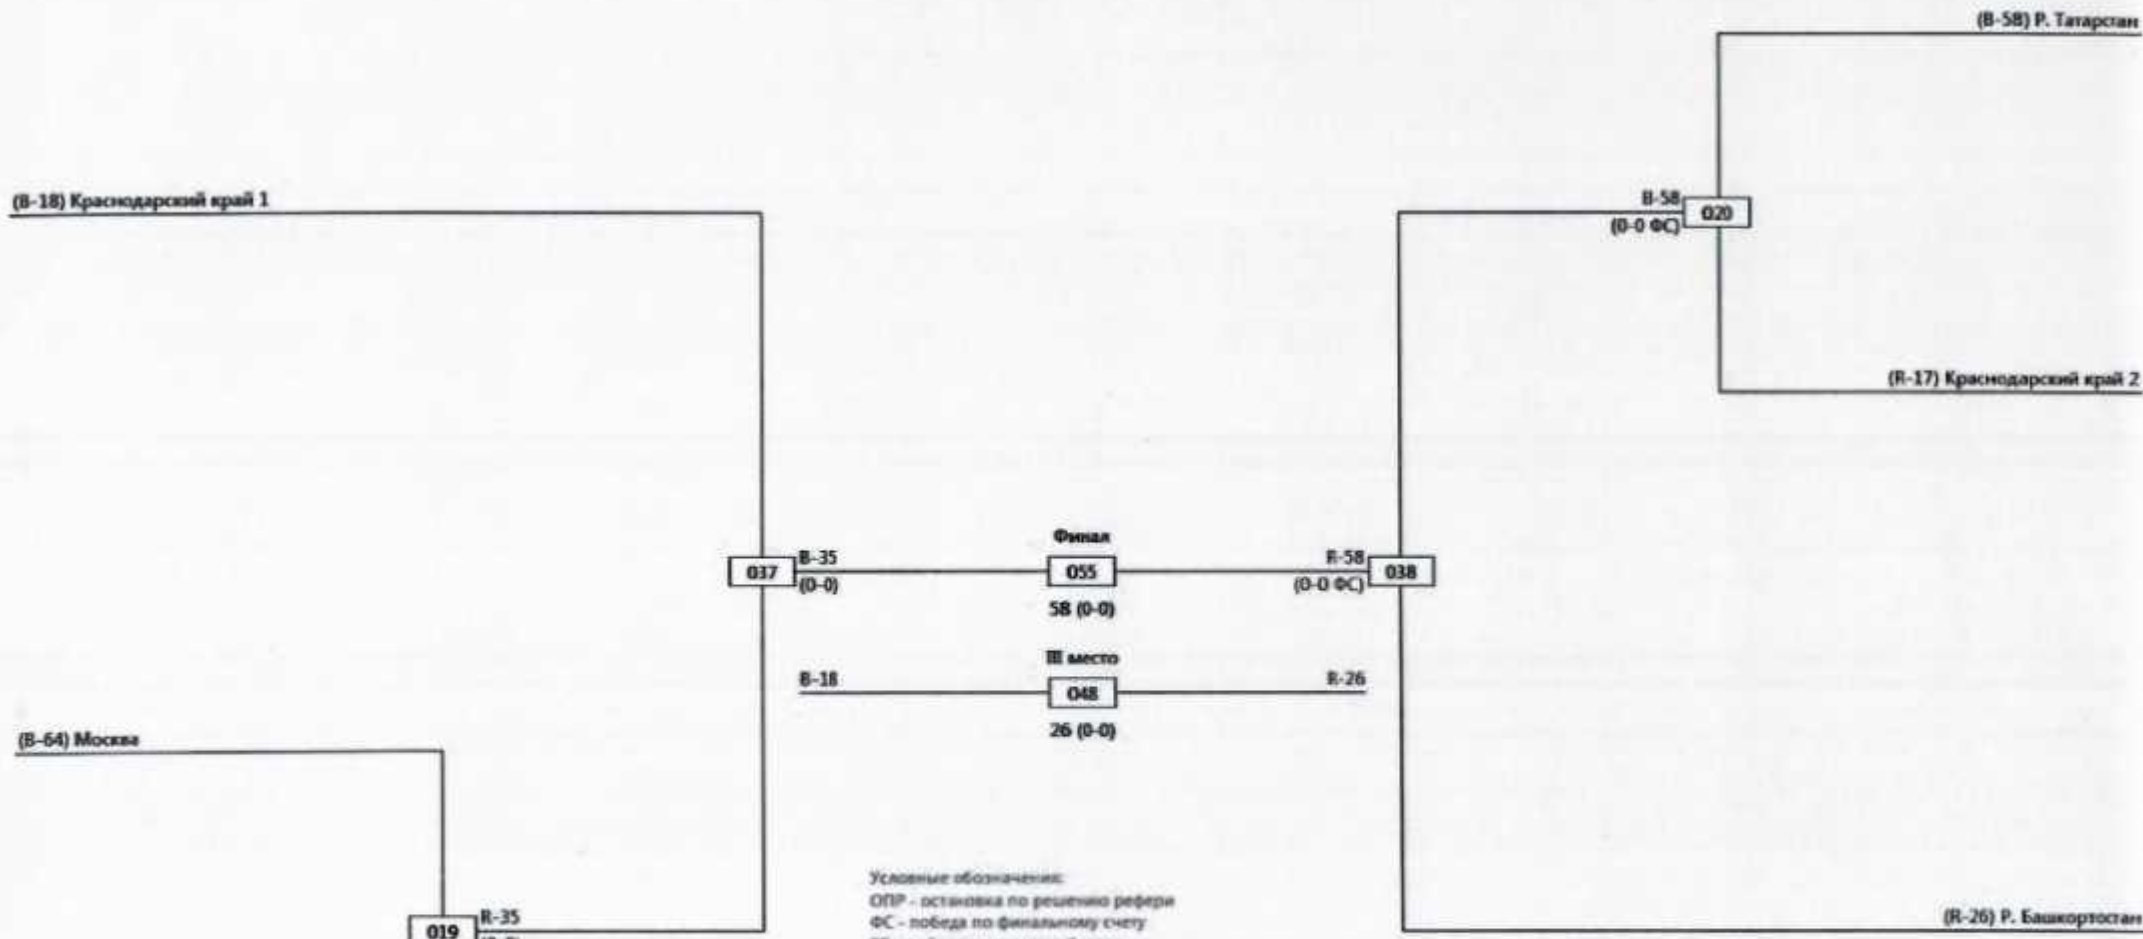 (B-58) Р. Татарстан
(B-18) Краснодарский край 1
B-58
020
(0-0 ФС)
(R-17) Краснодарский край 2
Финал
037
B-35
(0-0)
055
R-58
(0-0 ФС)
038
58 (0-0)
III место
B-18
048
R-26
26 (0-0)
(B-64) Москва
Условные обозначения:
ОПР - остановка по решению рефери
ФС - победа по финальному счету
019
R-35
(R-26) Р. Башкортостан